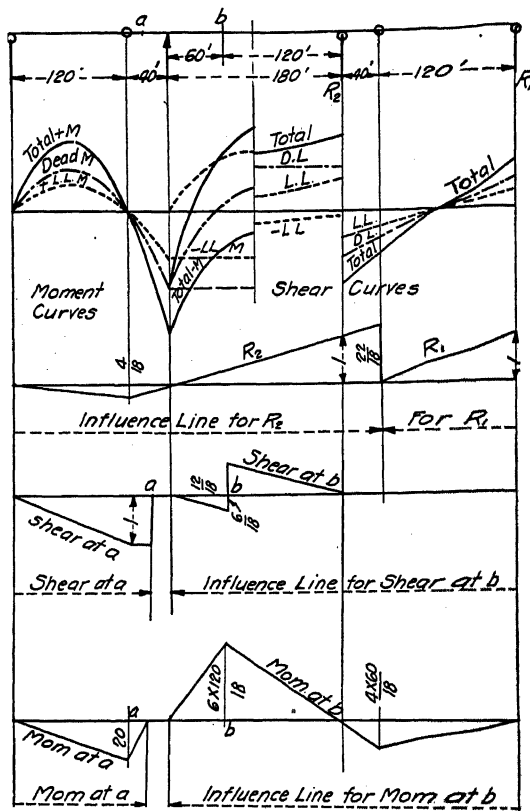 a b
60' 120'
120' 40' 180' R₂ 40' 120' R₁
Total+M
Dead M
+L.L. M
Total
D.L.
L.L.
-LL
-LL M
Total-M
Total
L.L.
D.L.
Total
Moment Curves
Shear Curves
4/18
R₂
1
22/18
R₁
1
Influence Line for R₂
For R₁
a
12/18
b
6/18
Shear at b
1
Shear at a
Shear at a
Influence Line for Shear at b
20
a
6x120/18
b
Mom at b
4x60/18
Mom at a
Mom at a
Influence Line for Mom at b